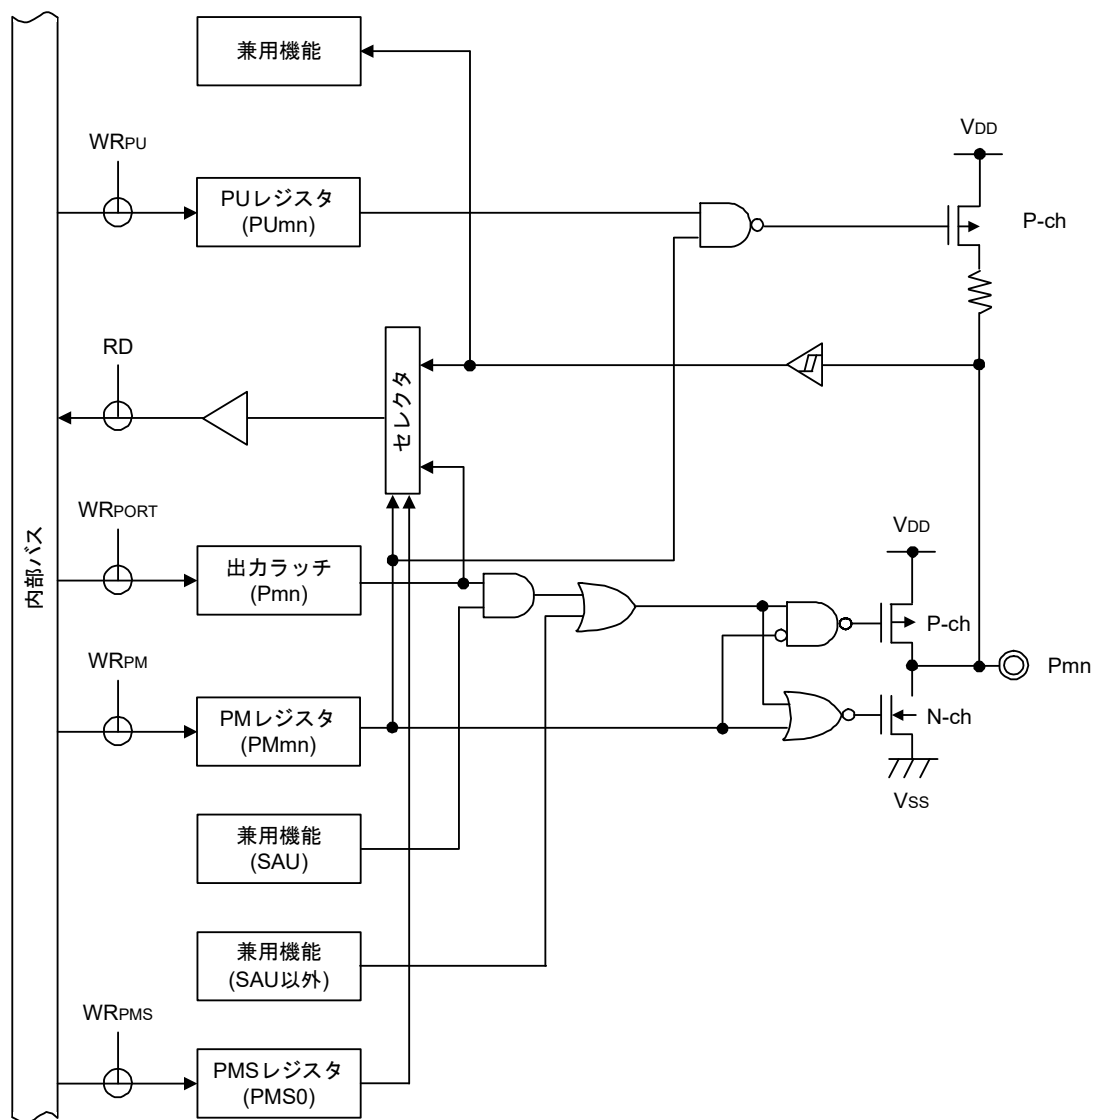 兼用機能
WRPU
VDD
PUレジスタ
(PUmn)
P-ch
RD
セレクタ
WRPORT
内部バス
出力ラッチ
(Pmn)
VDD
P-ch
WRPM
Pmn
PMレジスタ
(PMmn)
N-ch
VSS
兼用機能
(SAU)
兼用機能
(SAU以外)
WRPMS
PMSレジスタ
(PMS0)